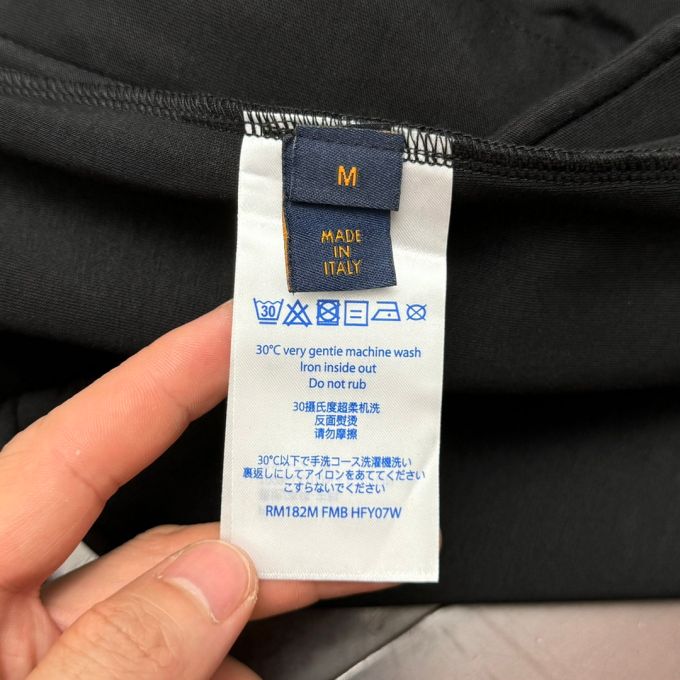 M
MADE
IN
ITALY
30
30°C very gentie machine wash
Iron inside out
Do not rub
30摄氏度超柔机洗
反面熨烫
请勿摩擦
30℃以下で手洗コース洗濯機洗い
裏返しにしてアイロンをあててください
こすらないでください
RM182M FMB HFY07W